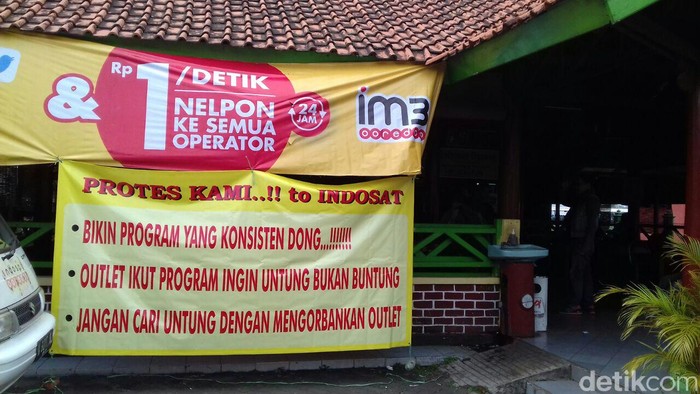 &
Rp 1 /DETIK
NELPON
KE SEMUA
OPERATOR
24
JAM
im3
ooredoo
PROTES KAMI..!! to INDOSAT
• BIKIN PROGRAM YANG KONSISTEN DONG...!!!!!!!!!
• OUTLET IKUT PROGRAM INGIN UNTUNG BUKAN BUNTUNG
• JANGAN CARI UNTUNG DENGAN MENGORBANKAN OUTLET
indosat
detikcom